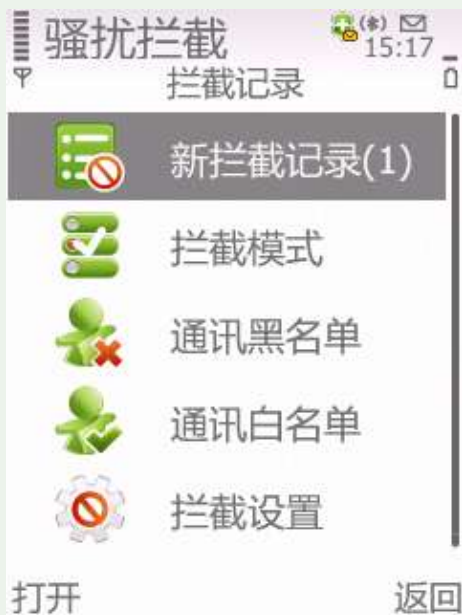 骚扰拦截
15:17
拦截记录
新拦截记录(1)
拦截模式
通讯黑名单
通讯白名单
拦截设置
打开
返回